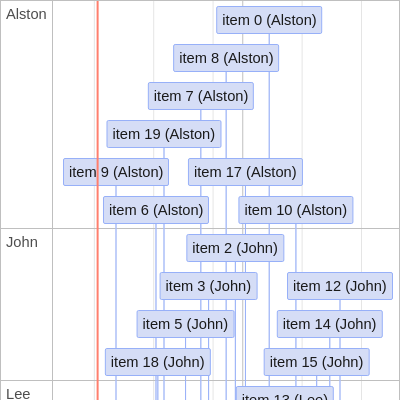 Alston
item 0 (Alston)
item 8 (Alston)
item 7 (Alston)
item 19 (Alston)
item 9 (Alston)
item 17 (Alston)
item 6 (Alston)
item 10 (Alston)
John
item 2 (John)
item 3 (John)
item 12 (John)
item 5 (John)
item 14 (John)
item 18 (John)
item 15 (John)
Lee
item 13 (Lee)